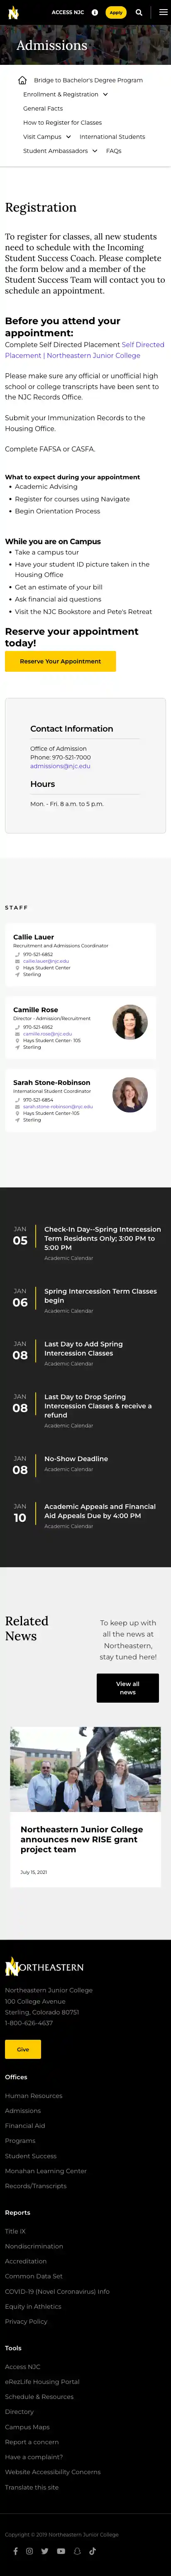 ACCESS NJC
Apply
Admissions
Bridge to Bachelor's Degree Program
Enrollment & Registration
General Facts
How to Register for Classes
Visit Campus
International Students
Student Ambassadors
FAQs
Registration
To register for classes, all new students
need to schedule with the Incoming
Student Success Coach. Please complete
the form below and a member of the
Student Success Team will contact you to
schedule an appointment.
Before you attend your
appointment:
Complete Self Directed Placement Self Directed
Placement | Northeastern Junior College
Please make sure any official or unofficial high
school or college transcripts have been sent to
the NJC Records Office.
Submit your Immunization Records to the
Housing Office.
Complete FAFSA or CASFA.
What to expect during your appointment
• Academic Advising
• Register for courses using Navigate
• Begin Orientation Process
While you are on Campus
• Take a campus tour
• Have your student ID picture taken in the
Housing Office
• Get an estimate of your bill
• Ask financial aid questions
• Visit the NJC Bookstore and Pete's Retreat
Reserve your appointment
today!
Reserve Your Appointment
Contact Information
Office of Admission
Phone: 970-521-7000
admissions@njc.edu
Hours
Mon. - Fri. 8 a.m. to 5 p.m.
STAFF
Callie Lauer
Recruitment and Admissions Coordinator
970-521-6852
callie.lauer@njc.edu
Hays Student Center
Sterling
Camille Rose
Director - Admission/Recruitment
970-521-6952
camille.rose@njc.edu
Hays Student Center- 105
Sterling
Sarah Stone-Robinson
International Student Coordinator
970-521-6854
sarah.stone-robinson@njc.edu
Hays Student Center-105
Sterling
JAN
05
Check-In Day--Spring Intercession
Term Residents Only; 3:00 PM to
5:00 PM
Academic Calendar
JAN
06
Spring Intercession Term Classes
begin
Academic Calendar
JAN
08
Last Day to Add Spring
Intercession Classes
Academic Calendar
JAN
08
Last Day to Drop Spring
Intercession Classes & receive a
refund
Academic Calendar
JAN
08
No-Show Deadline
Academic Calendar
JAN
10
Academic Appeals and Financial
Aid Appeals Due by 4:00 PM
Academic Calendar
Related
News
To keep up with
all the news at
Northeastern,
stay tuned here!
View all
news
Northeastern Junior College
announces new RISE grant
project team
July 15, 2021
NORTHEASTERN
Northeastern Junior College
100 College Avenue
Sterling, Colorado 80751
1-800-626-4637
Give
Offices
Human Resources
Admissions
Financial Aid
Programs
Student Success
Monahan Learning Center
Records/Transcripts
Reports
Title IX
Nondiscrimination
Accreditation
Common Data Set
COVID-19 (Novel Coronavirus) Info
Equity in Athletics
Privacy Policy
Tools
Access NJC
eRezLife Housing Portal
Schedule & Resources
Directory
Campus Maps
Report a concern
Have a complaint?
Website Accessibility Concerns
Translate this site
Copyright © 2019 Northeastern Junior College